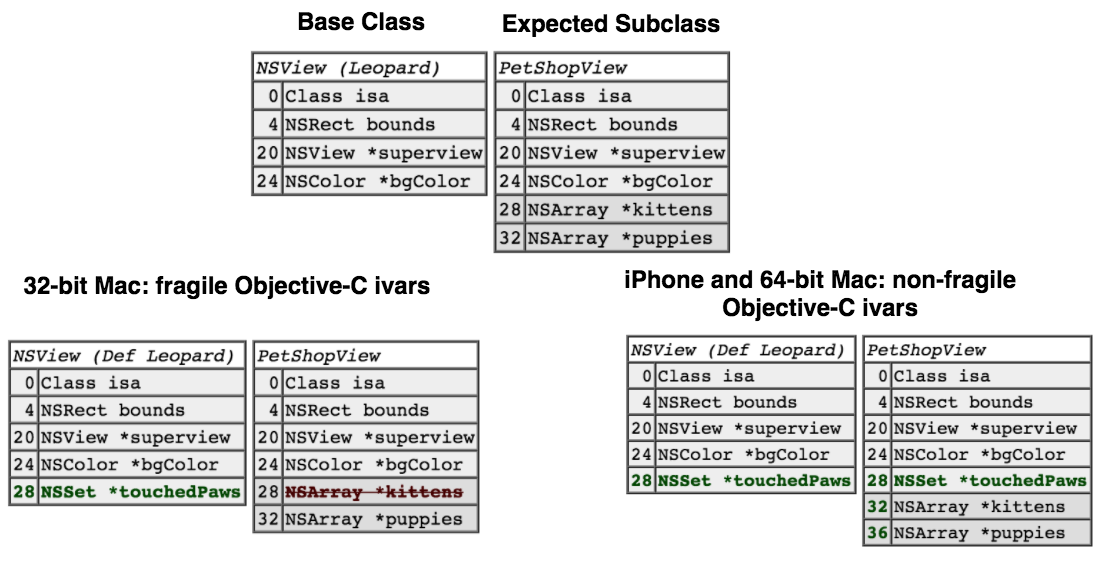 Base Class
Expected Subclass
NSView (Leopard)
0 Class isa
4 NSRect bounds
20 NSView *superview
24 NSColor *bgColor
PetShopView
0 Class isa
4 NSRect bounds
20 NSView *superview
24 NSColor *bgColor
28 NSArray *kittens
32 NSArray *puppies
32-bit Mac: fragile Objective-C ivars
NSView (Def Leopard)
0 Class isa
4 NSRect bounds
20 NSView *superview
24 NSColor *bgColor
28 NSSet *touchedPaws
PetShopView
0 Class isa
4 NSRect bounds
20 NSView *superview
24 NSColor *bgColor
28 NSArray *kittens
32 NSArray *puppies
iPhone and 64-bit Mac: non-fragile
Objective-C ivars
NSView (Def Leopard)
0 Class isa
4 NSRect bounds
20 NSView *superview
24 NSColor *bgColor
28 NSSet *touchedPaws
PetShopView
0 Class isa
4 NSRect bounds
20 NSView *superview
24 NSColor *bgColor
28 NSSet *touchedPaws
32 NSArray *kittens
36 NSArray *puppies